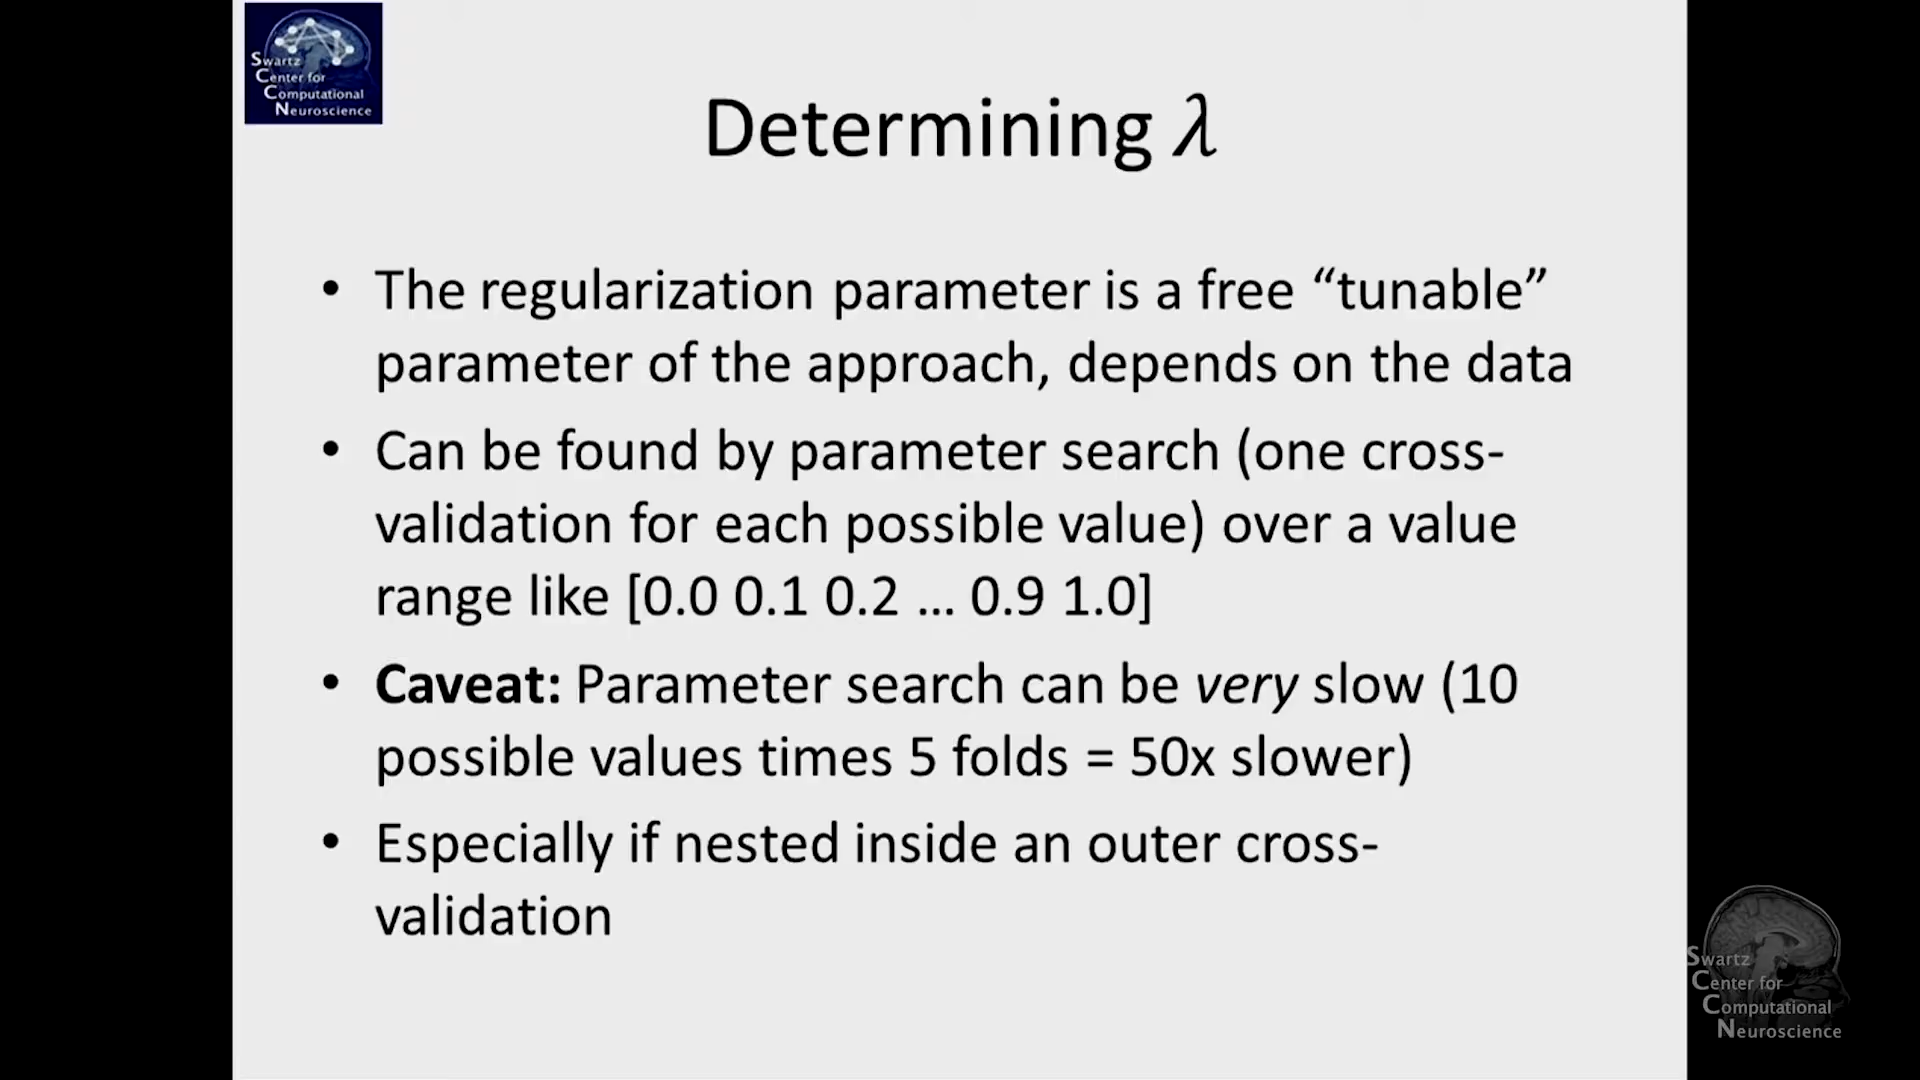 Swartz
Center for
Computational
Neuroscience
Determining λ
• The regularization parameter is a free “tunable”
parameter of the approach, depends on the data
• Can be found by parameter search (one cross-
validation for each possible value) over a value
range like [0.0 0.1 0.2 … 0.9 1.0]
• Caveat: Parameter search can be very slow (10
possible values times 5 folds = 50x slower)
• Especially if nested inside an outer cross-
validation
Swartz
Center for
Computational
Neuroscience